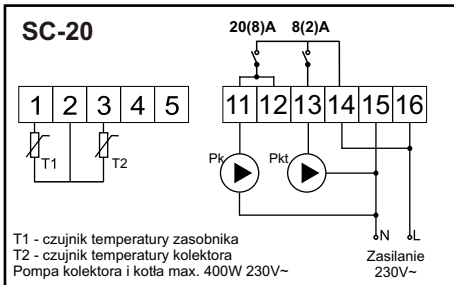 SC-20
20(8)A 8(2)A
1 2 3 4 5
11 12 13 14 15 16
T1 T2
Pk Pkt
T1 - czujnik temperatury zasobnika
T2 - czujnik temperatury kolektora
Pompa kolektora i kotła max. 400W 230V~
N L
Zasilanie
230V~